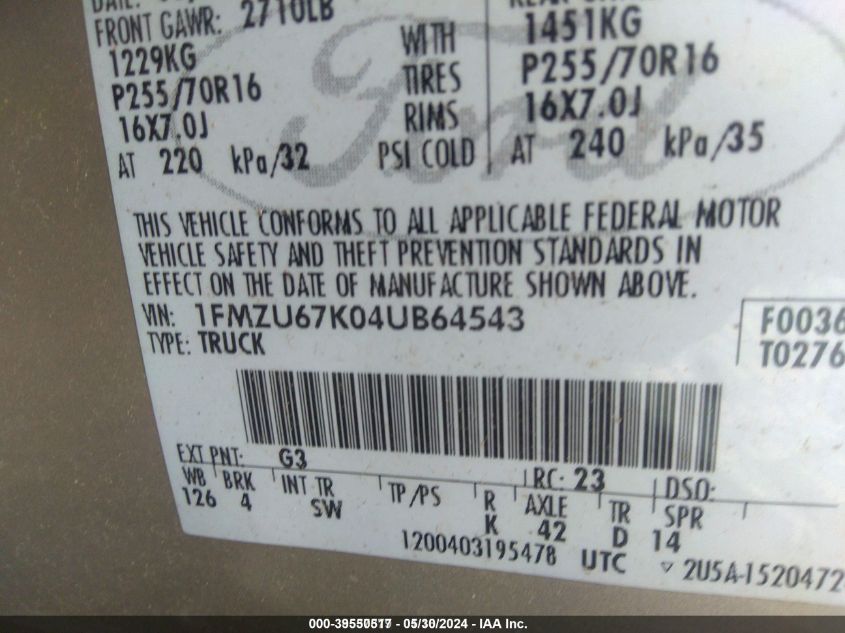 DATE:
FRONT GAWR: 2710LB
1229KG WITH 1451KG
P255/70R16 TIRES P255/70R16
16X7.0J RIMS 16X7.0J
AT 220 kPa/32 PSI COLD AT 240 kPa/35
Ford
THIS VEHICLE CONFORMS TO ALL APPLICABLE FEDERAL MOTOR
VEHICLE SAFETY AND THEFT PREVENTION STANDARDS IN
EFFECT ON THE DATE OF MANUFACTURE SHOWN ABOVE.
VIN: 1FMZU67K04UB64543 F0036
TYPE: TRUCK T0276
EXT PNT: G3 RC: 23 DSO:
WB BRK INT TR TP/PS R AXLE TR SPR
126 4 SW K 42 D 14
1200403195478 UTC ▽ 2U5A-1520472
000-39550517 - 05/30/2024 - IAA Inc.